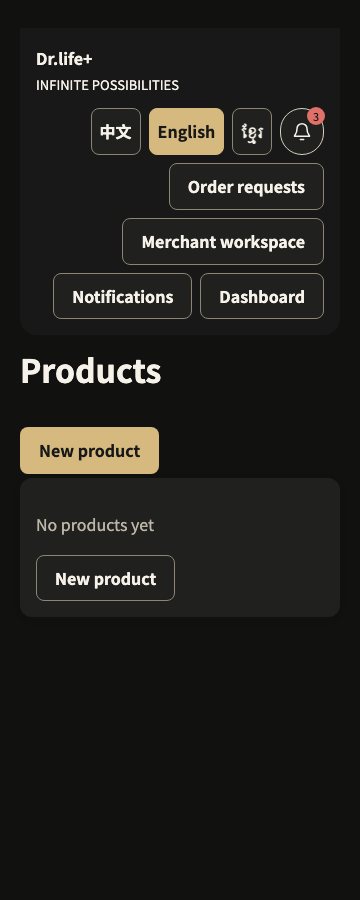 Dr.life+
INFINITE POSSIBILITIES
中文 English ខ្មែរ 3
Order requests
Merchant workspace
Notifications Dashboard
Products
New product
No products yet
New product